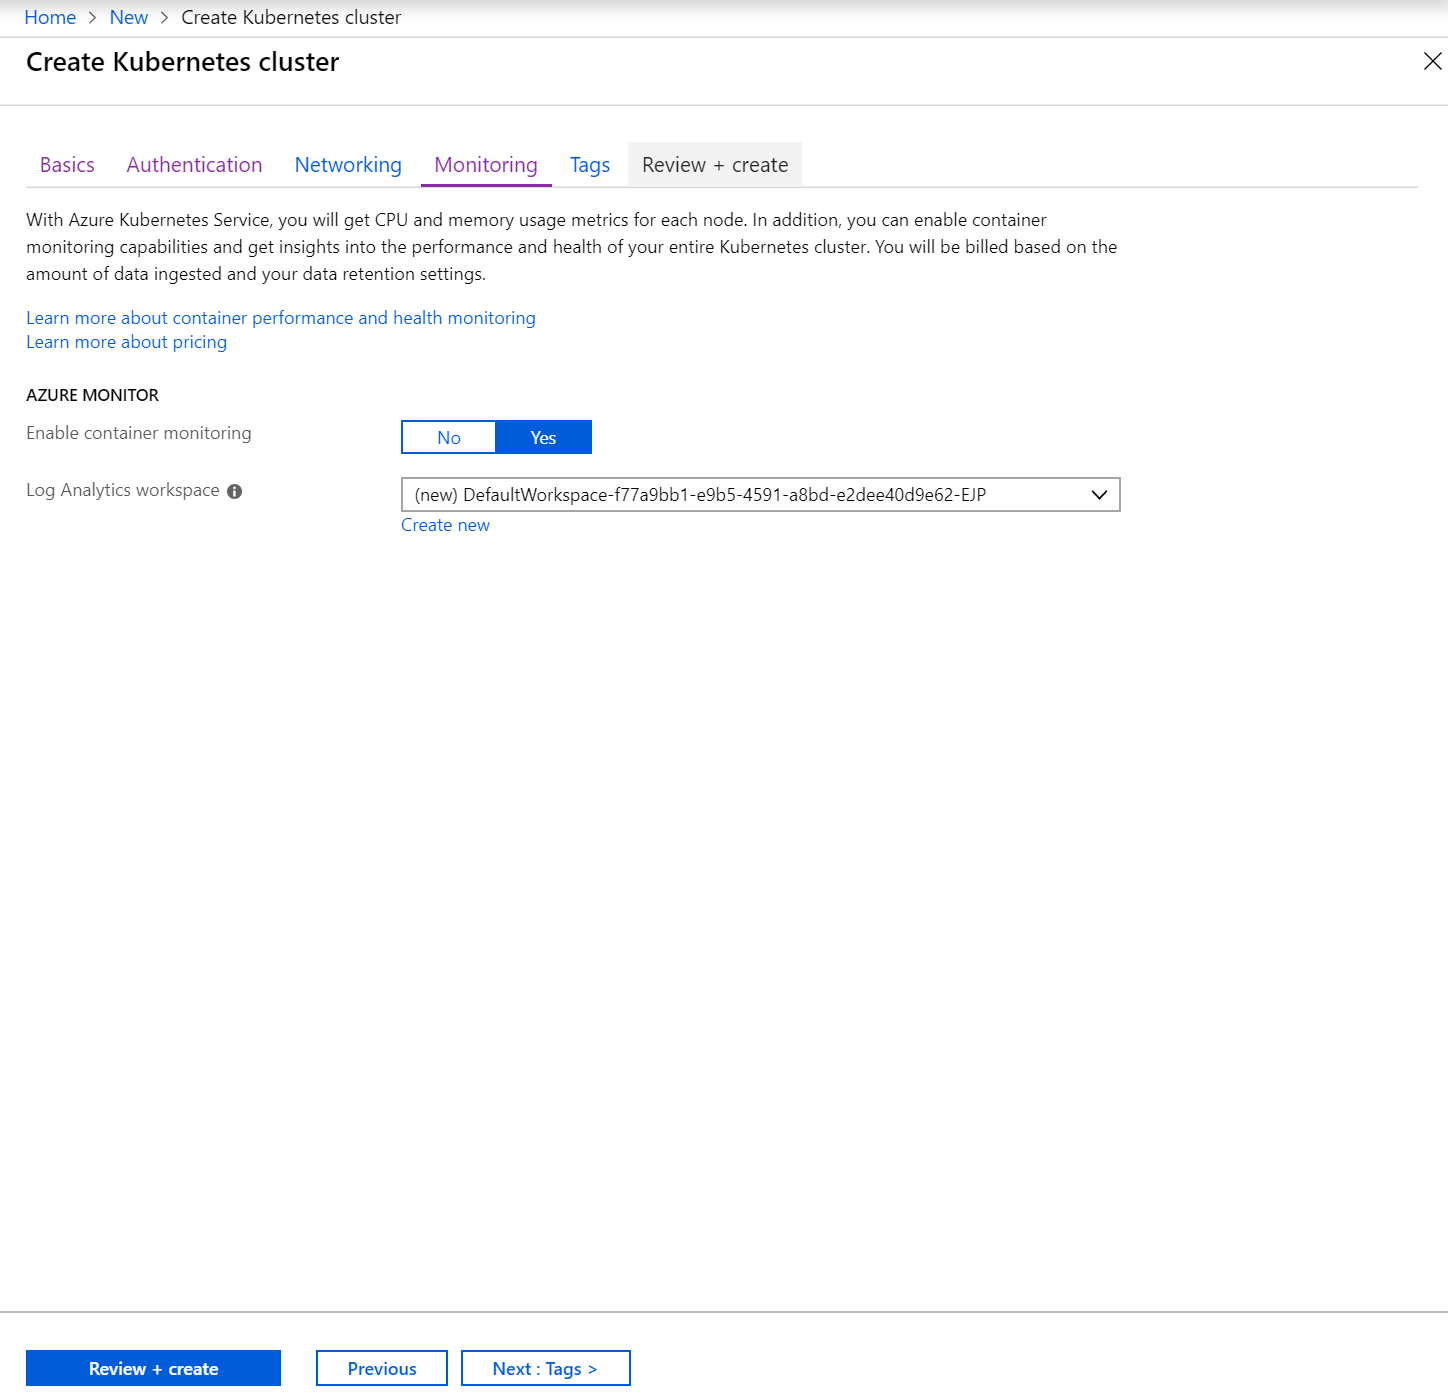 Home > New > Create Kubernetes cluster
Create Kubernetes cluster
Basics Authentication Networking Monitoring Tags Review + create
With Azure Kubernetes Service, you will get CPU and memory usage metrics for each node. In addition, you can enable container
monitoring capabilities and get insights into the performance and health of your entire Kubernetes cluster. You will be billed based on the
amount of data ingested and your data retention settings.
Learn more about container performance and health monitoring
Learn more about pricing
AZURE MONITOR
Enable container monitoring No Yes
Log Analytics workspace (new) DefaultWorkspace-f77a9bb1-e9b5-4591-a8bd-e2dee40d9e62-EJP
Create new
Review + create Previous Next : Tags >